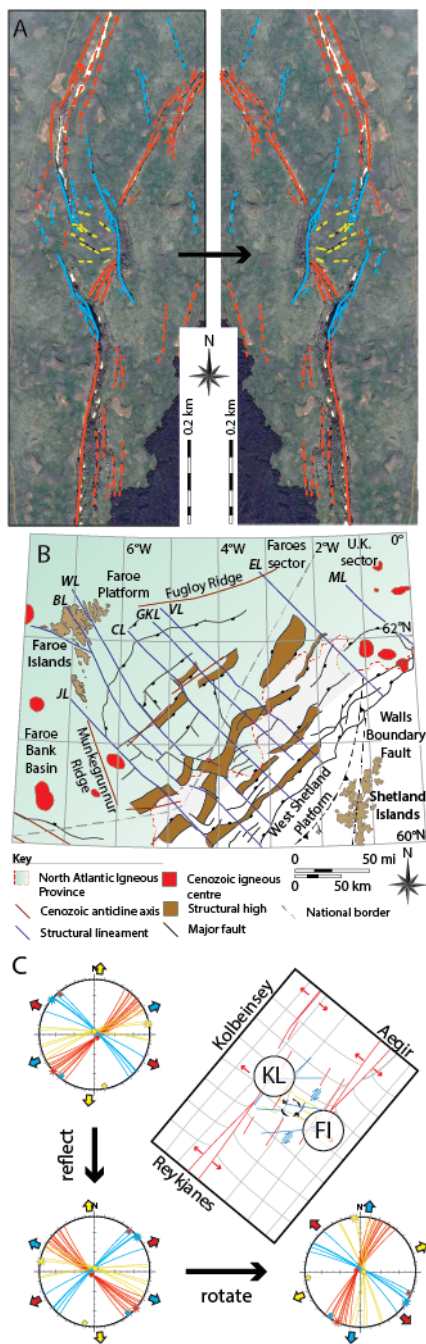 A
N
0.2 km
0.2 km
B
6°W
4°W
2°W
0°
WL
BL
Faroe
Platform
GKL
VL
CL
Fugloy Ridge
EL
Faroes
sector
U.K.
sector
ML
62°N
Faroe
Islands
JL
Faroe
Bank
Basin
Munkegrunnur
Ridge
Walls
Boundary
Fault
West Shetland
Platform
Shetland
Islands
60°N
Key
North Atlantic Igneous
Province
Cenozoic igneous
centre
Cenozoic anticline axis
Structural high
National border
Structural lineament
Major fault
0 50 mi
0 50 km
N
C
N
Kolbeinsey
Aegir
KL
FI
Reykjanes
reflect
N
rotate
N